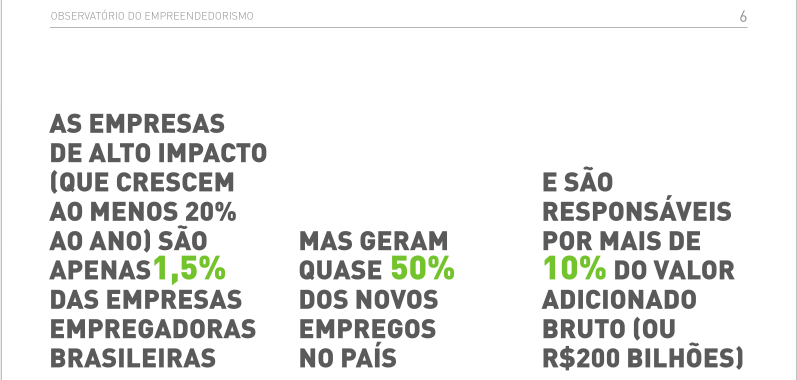 OBSERVATÓRIO DO EMPREENDEDORISMO
6
AS EMPRESAS
DE ALTO IMPACTO
(QUE CRESCEM
AO MENOS 20%
AO ANO) SÃO
APENAS 1,5%
DAS EMPRESAS
EMPREGADORAS
BRASILEIRAS
MAS GERAM
QUASE 50%
DOS NOVOS
EMPREGOS
NO PAÍS
E SÃO
RESPONSÁVEIS
POR MAIS DE
10% DO VALOR
ADICIONADO
BRUTO (OU
R$200 BILHÕES)